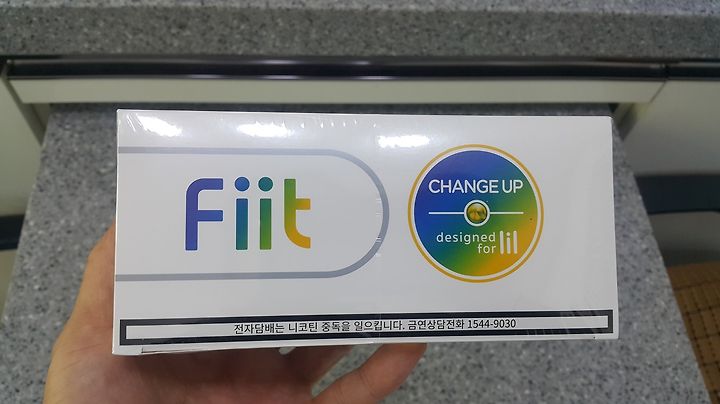 Fiit
CHANGE UP
designed
for lil
전자담배는 니코틴 중독을 일으킵니다. 금연상담전화 1544-9030